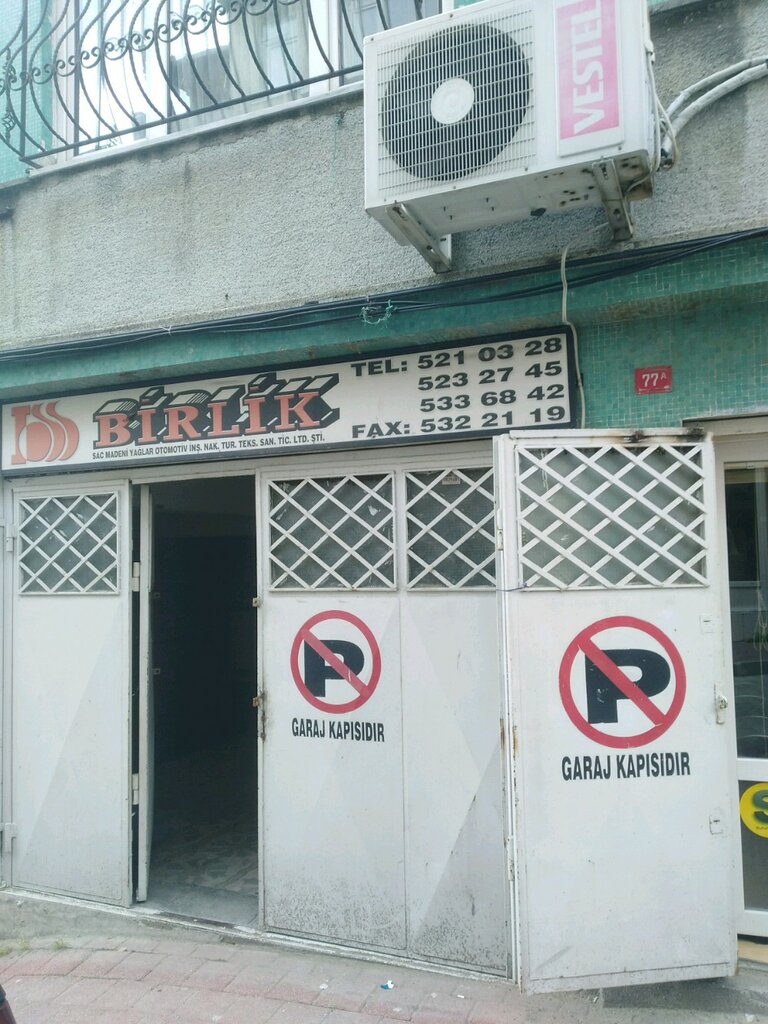 VESTEL
BİRLİK
SAC MADENİ YAĞLAR OTOMOTİV İNŞ. NAK. TUR. TEKS. SAN. TİC. LTD. ŞTİ.
TEL: 521 03 28
523 27 45
533 68 42
FAX: 532 21 19
77 A
P
GARAJ KAPISIDIR
P
GARAJ KAPISIDIR